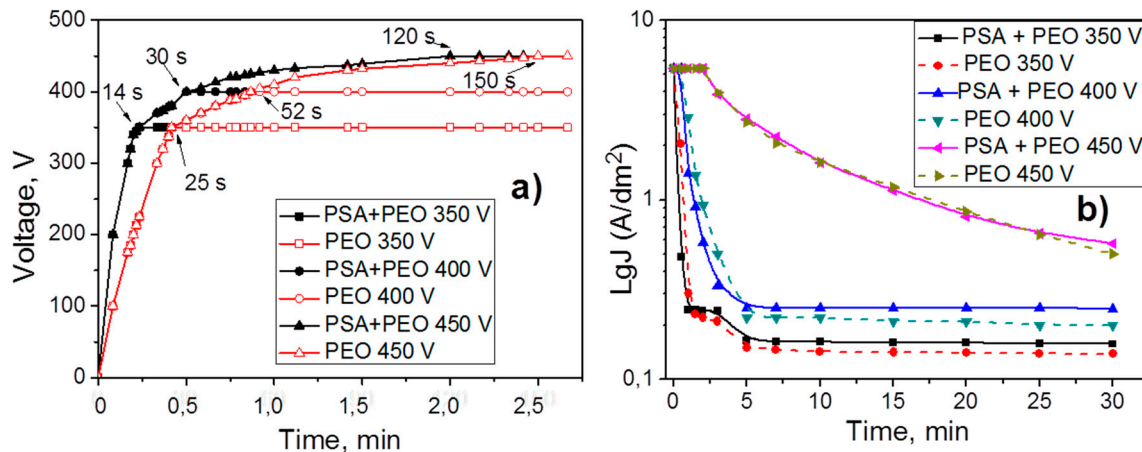 500
400
300
200
100
0
Voltage, V
0
0,5
1,0
1,5
2,0
2,5
Time, min
14 s
30 s
120 s
150 s
52 s
25 s
a)
PSA+PEO 350 V
PEO 350 V
PSA+PEO 400 V
PEO 400 V
PSA+PEO 450 V
PEO 450 V
LgJ (A/dm²)
10
1
0,1
0
5
10
15
20
25
30
Time, min
PSA + PEO 350 V
PEO 350 V
PSA + PEO 400 V
PEO 400 V
PSA + PEO 450 V
PEO 450 V
b)